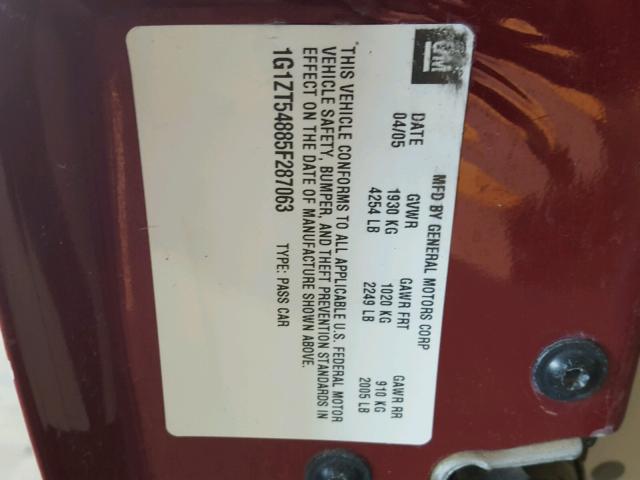 GM
MFD BY GENERAL MOTORS CORP
DATE GVWR GAWR FRT GAWR RR
04/05 1930 KG 1020 KG 910 KG
4254 LB 2249 LB 2005 LB
THIS VEHICLE CONFORMS TO ALL APPLICABLE U.S. FEDERAL MOTOR
VEHICLE SAFETY, BUMPER, AND THEFT PREVENTION STANDARDS IN
EFFECT ON THE DATE OF MANUFACTURE SHOWN ABOVE.
1G1ZT54885F287063 TYPE: PASS CAR